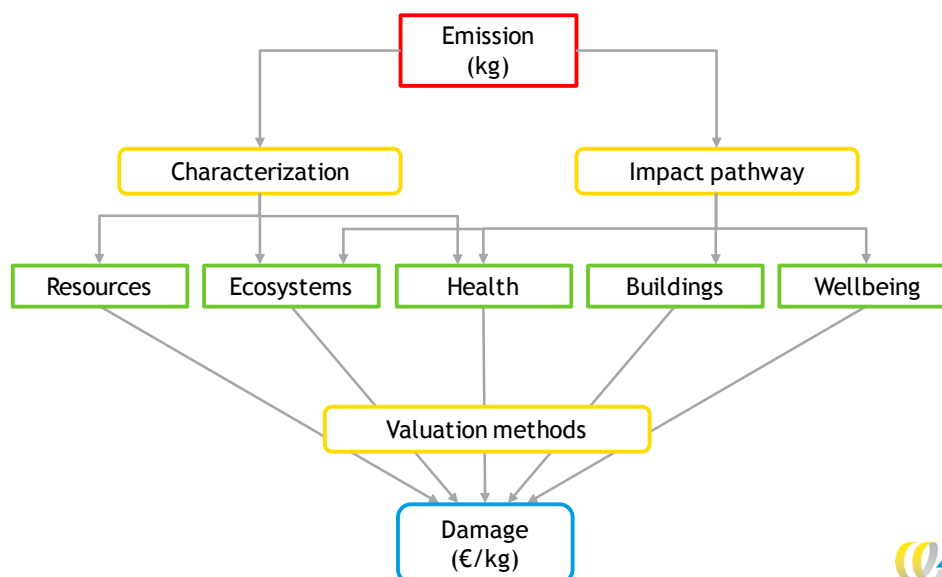 Emission
(kg)
Characterization
Impact pathway
Resources
Ecosystems
Health
Buildings
Wellbeing
Valuation methods
Damage
(€/kg)